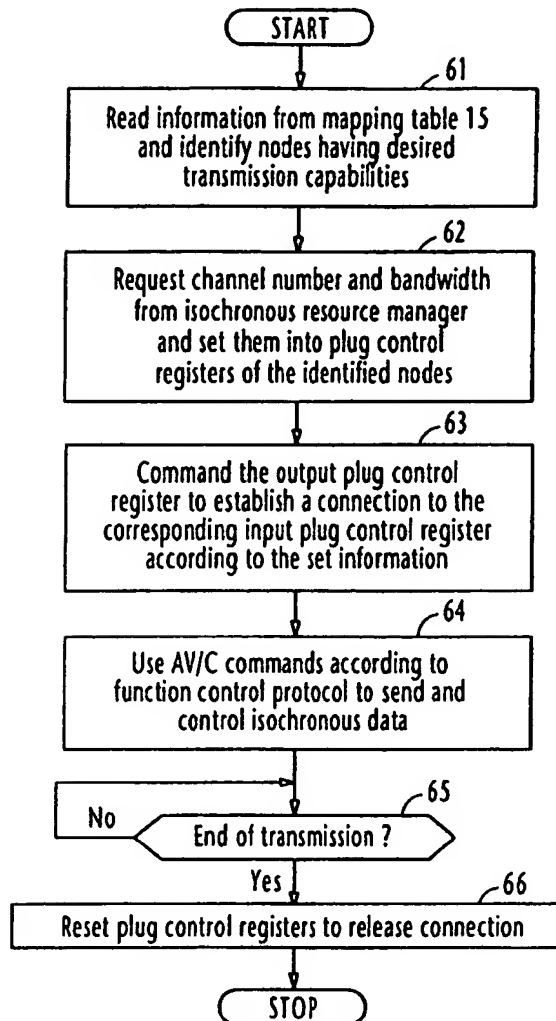 START
61
Read information from mapping table 15
and identify nodes having desired
transmission capabilities
62
Request channel number and bandwidth
from isochronous resource manager
and set them into plug control
registers of the identified nodes
63
Command the output plug control
register to establish a connection to the
corresponding input plug control register
according to the set information
64
Use AV/C commands according to
function control protocol to send and
control isochronous data
65
No
End of transmission ?
Yes
66
Reset plug control registers to release connection
STOP